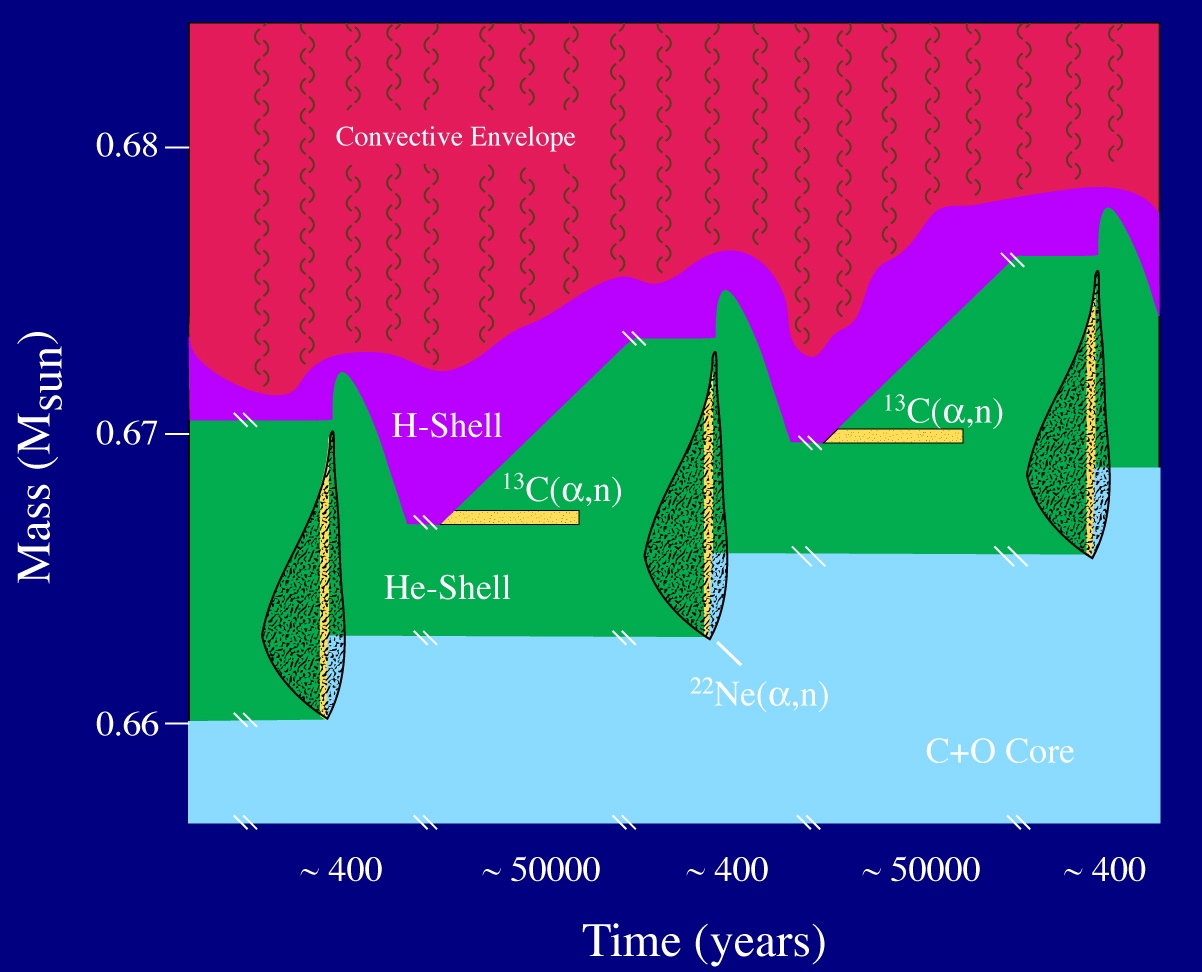 Convective Envelope
0.68
H-Shell
¹³C(α,n)
0.67
¹³C(α,n)
He-Shell
²²Ne(α,n)
0.66
C+O Core
Mass (Msun)
~ 400
~ 50000
~ 400
~ 50000
~ 400
Time (years)